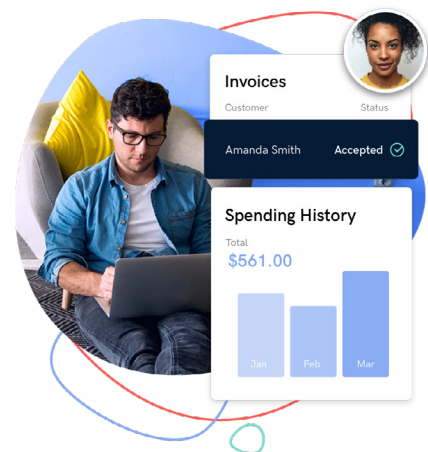 Invoices
Customer Status
Amanda Smith Accepted
Spending History
Total
$561.00
Jan Feb Mar